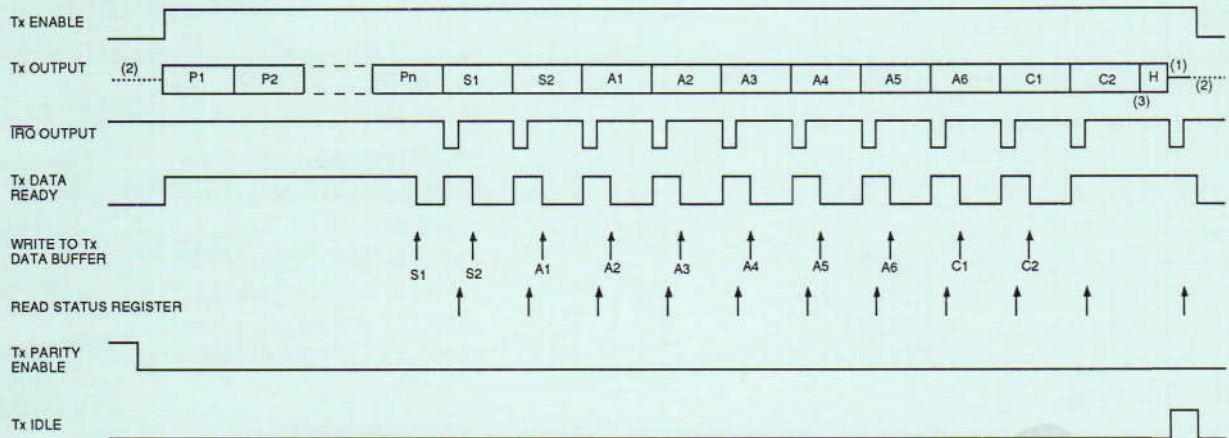 Tx ENABLE
Tx OUTPUT (2) P1 P2 Pn S1 S2 A1 A2 A3 A4 A5 A6 C1 C2 H (1) (2)
(3)
IRQ OUTPUT
Tx DATA
READY
WRITE TO Tx
DATA BUFFER
S1 S2 A1 A2 A3 A4 A5 A6 C1 C2
READ STATUS REGISTER
Tx PARITY
ENABLE
Tx IDLE